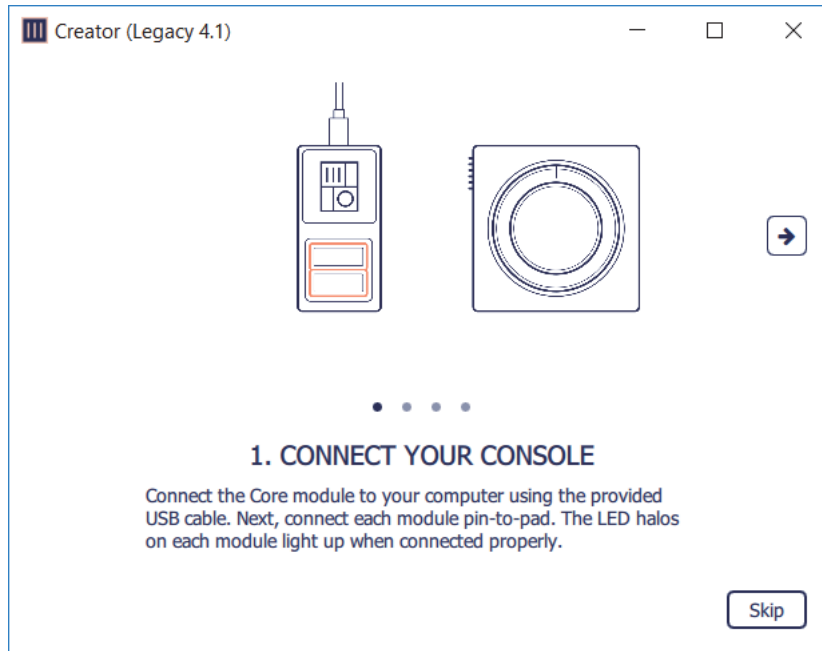 Creator (Legacy 4.1)
1. CONNECT YOUR CONSOLE
Connect the Core module to your computer using the provided
USB cable. Next, connect each module pin-to-pad. The LED halos
on each module light up when connected properly.
Skip